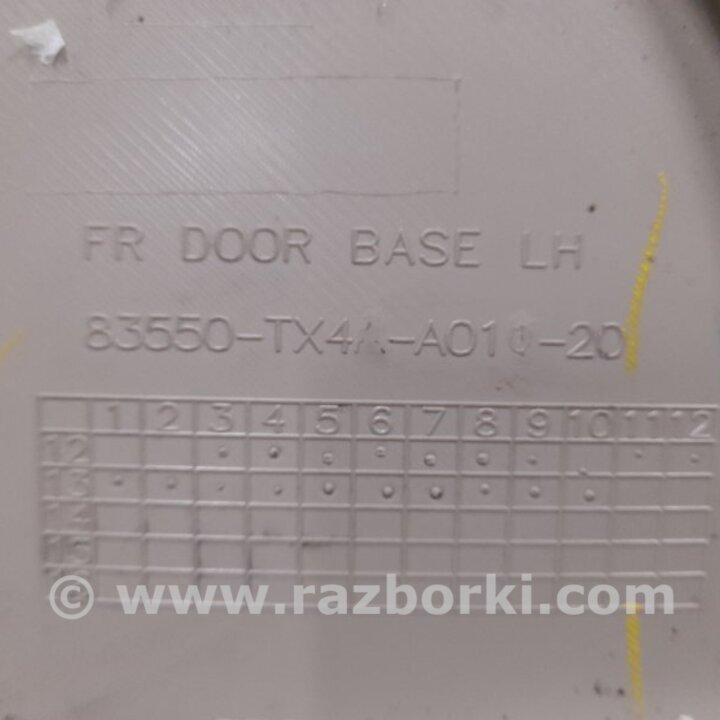 FR DOOR BASE LH
83550-TX4A-A010-20
1 2 3 4 5 6 7 8 9 10 11 12
12
13
14
15
© www.razborki.com